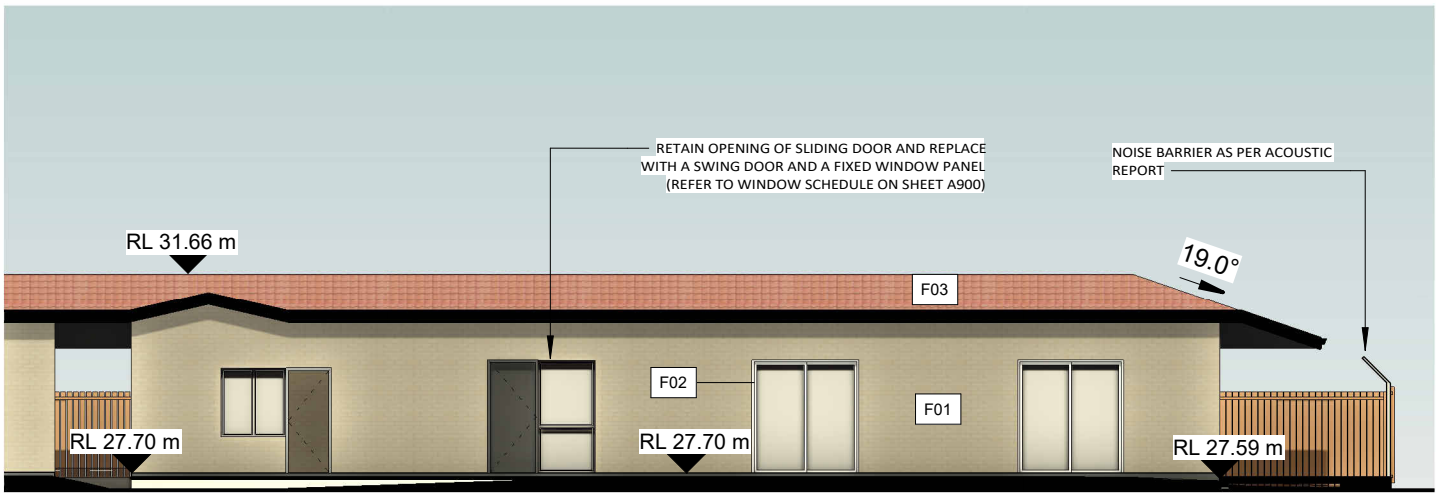 RETAIN OPENING OF SLIDING DOOR AND REPLACE
WITH A SWING DOOR AND A FIXED WINDOW PANEL
(REFER TO WINDOW SCHEDULE ON SHEET A900)
NOISE BARRIER AS PER ACOUSTIC
REPORT
RL 31.66 m
19.0°
F03
F02
F01
RL 27.70 m
RL 27.70 m
RL 27.59 m